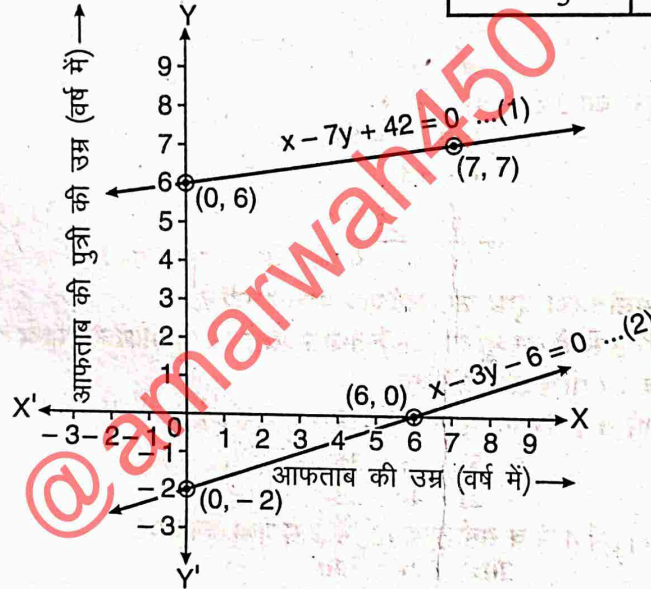 Y
आफताब की पुत्री की उम्र (वर्ष में)
9
8
7
6
5
4
3
2
1
x – 7y + 42 = 0 ...(1)
(7, 7)
(0, 6)
x – 3y – 6 = 0 ...(2)
(6, 0)
X'
X
– 3 – 2 – 1 0 1 2 3 4 5 6 7 8 9
– 1
– 2
– 3
आफताब की उम्र (वर्ष में)
(0, – 2)
Y'
@amarwah450